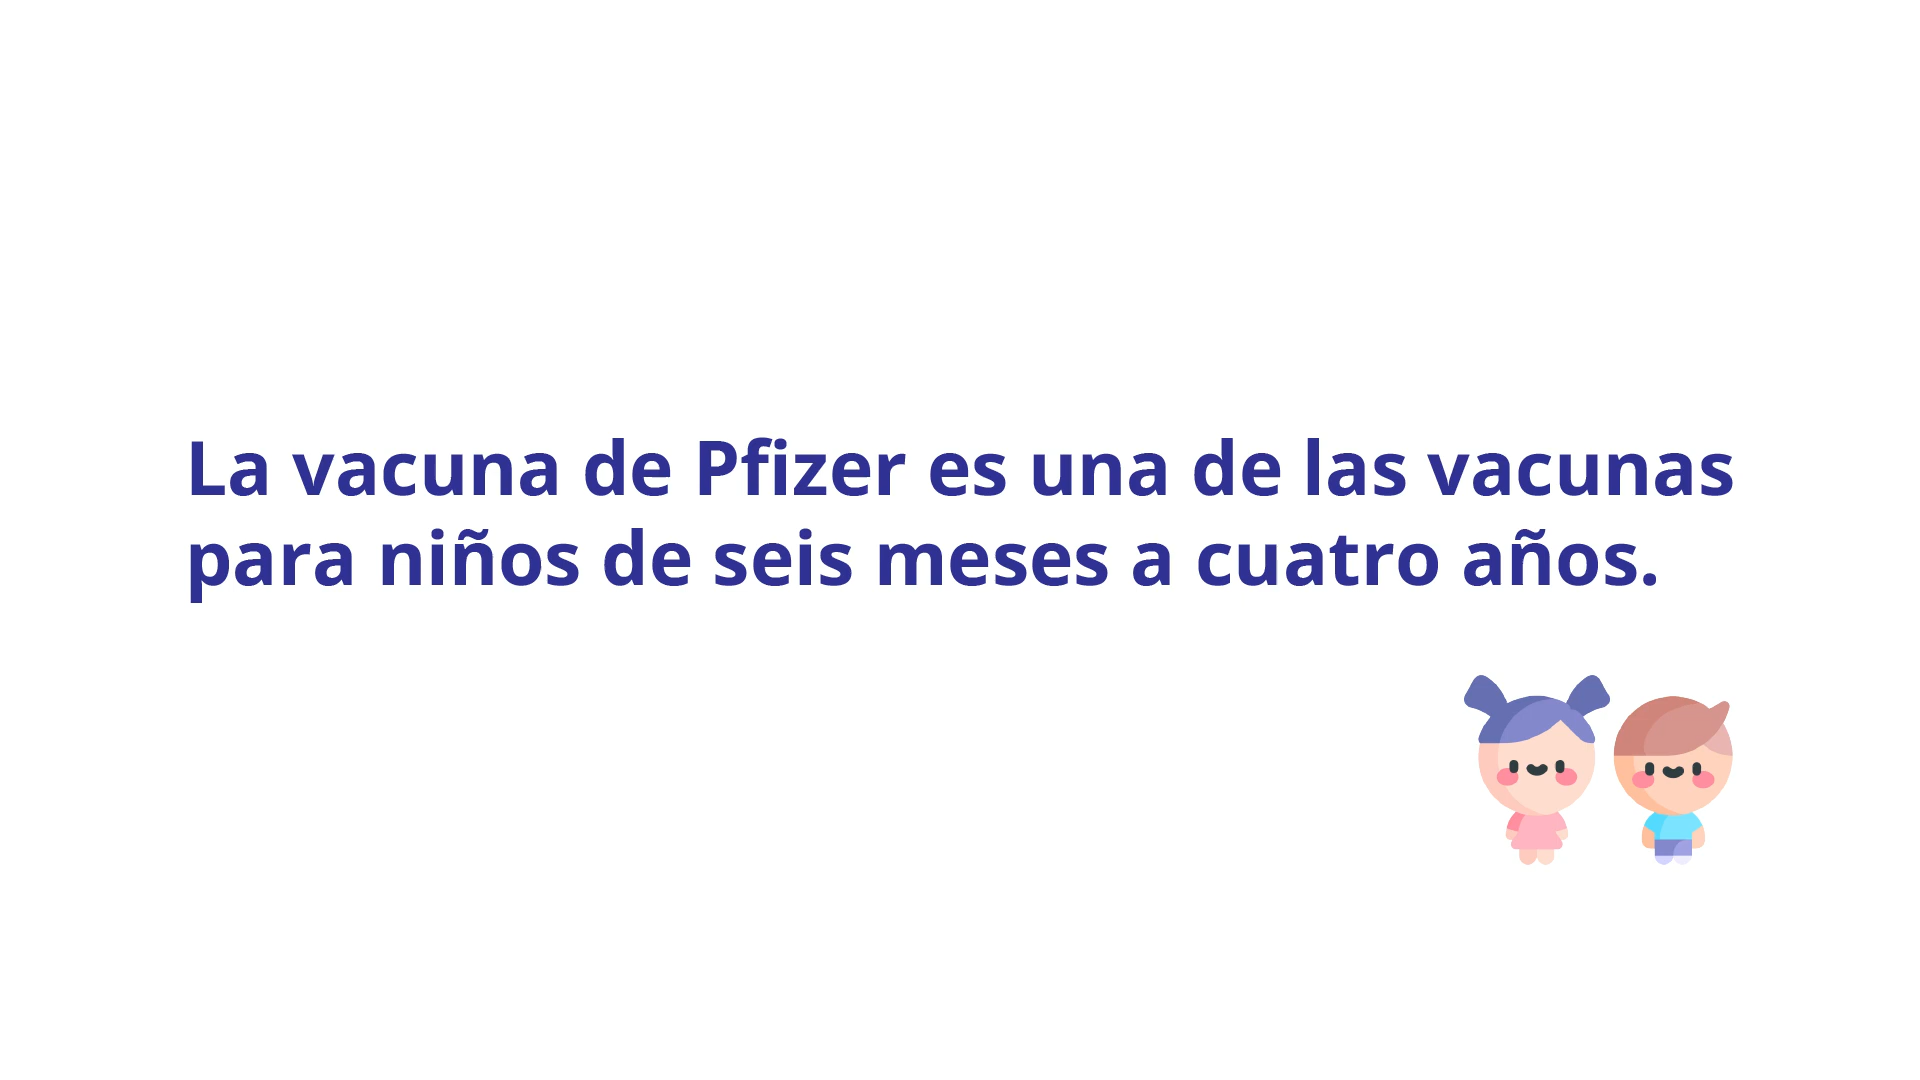 La vacuna de Pfizer es una de las vacunas
para niños de seis meses a cuatro años.